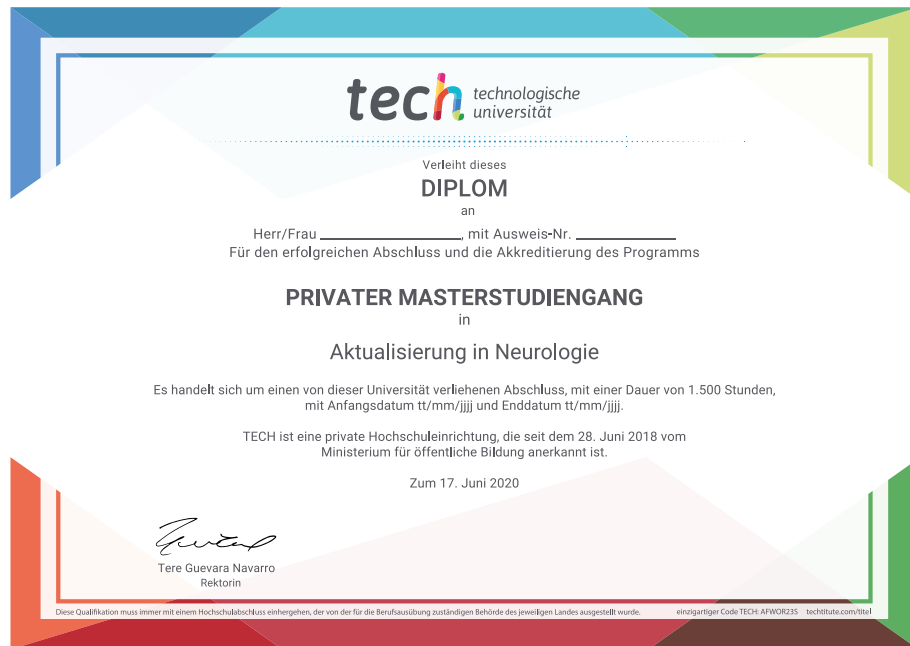 tech technologische
universität
Verleiht dieses
DIPLOM
an
Herr/Frau ____________________, mit Ausweis-Nr. ______________
Für den erfolgreichen Abschluss und die Akkreditierung des Programms
PRIVATER MASTERSTUDIENGANG
in
Aktualisierung in Neurologie
Es handelt sich um einen von dieser Universität verliehenen Abschluss, mit einer Dauer von 1.500 Stunden,
mit Anfangsdatum tt/mm/jjjj und Enddatum tt/mm/jjjj.
TECH ist eine private Hochschuleinrichtung, die seit dem 28. Juni 2018 vom
Ministerium für öffentliche Bildung anerkannt ist.
Zum 17. Juni 2020
Tere Guevara Navarro
Rektorin
Diese Qualifikation muss immer mit einem Hochschulabschluss einhergehen, der von der für die Berufsausübung zuständigen Behörde des jeweiligen Landes ausgestellt wurde. einzigartiger Code TECH: AFWOR23S techtitute.com/titel